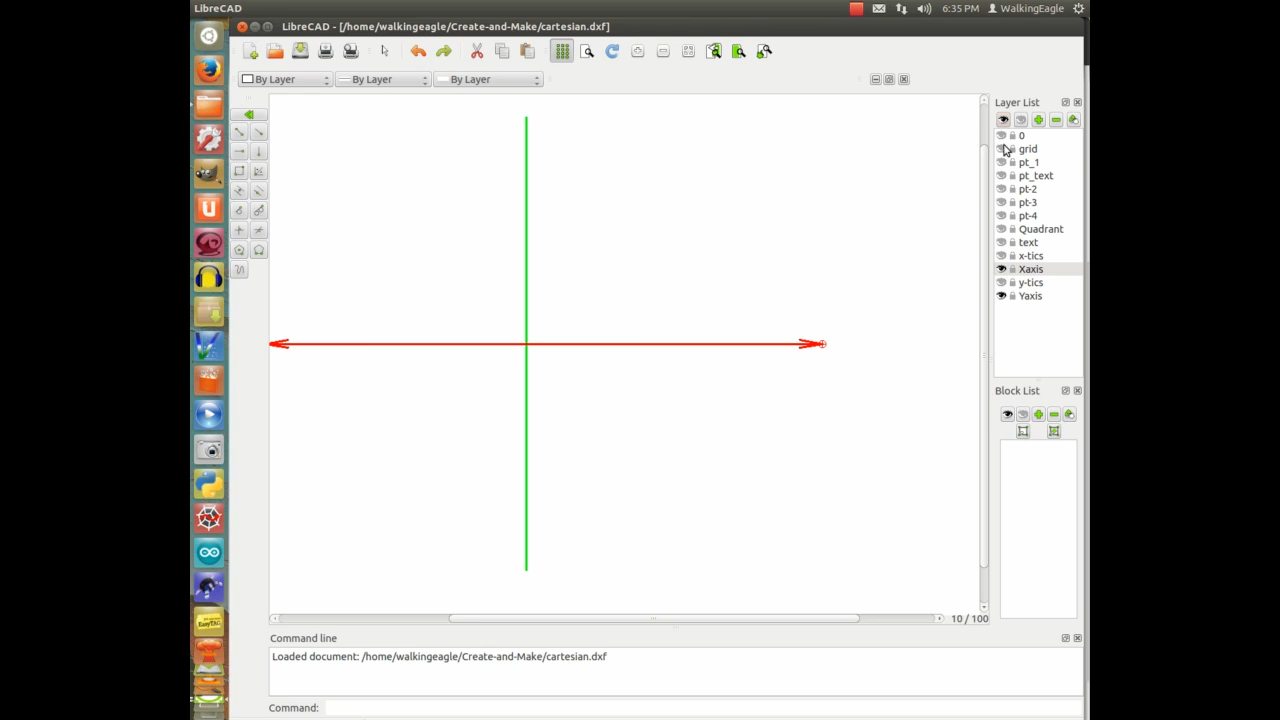 LibreCAD
6:35 PM
WalkingEagle
LibreCAD - [/home/walkingeagle/Create-and-Make/cartesian.dxf]
By Layer
By Layer
By Layer
Layer List
0
grid
pt_1
pt_text
pt-2
pt-3
pt-4
Quadrant
text
x-tics
Xaxis
y-tics
Yaxis
Block List
10 / 100
Command line
Loaded document: /home/walkingeagle/Create-and-Make/cartesian.dxf
Command:
EasyTAG